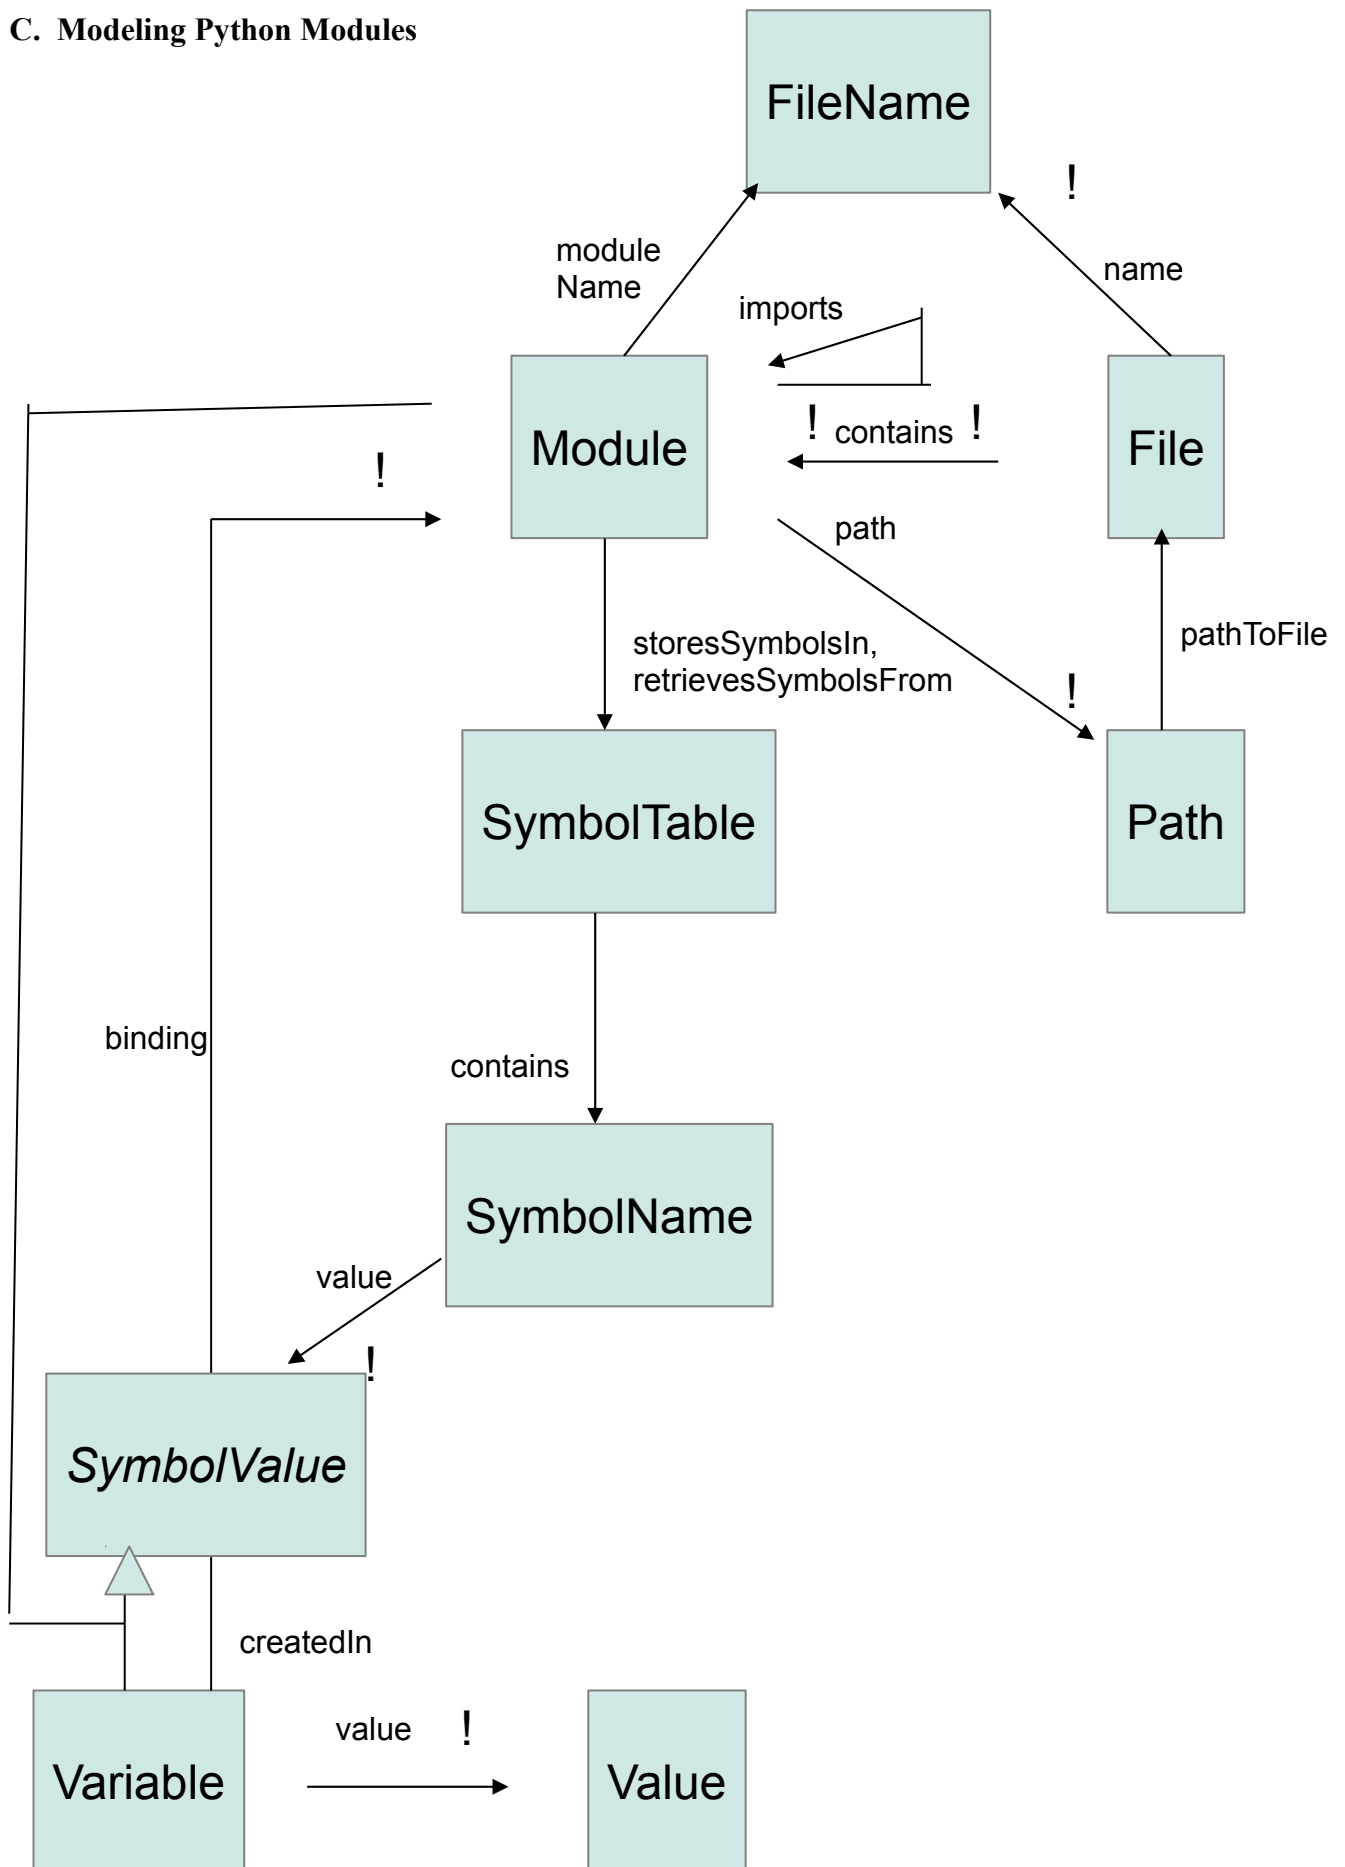 C. Modeling Python Modules
FileName
!
module
Name
name
imports
Module
! contains !
File
!
path
storesSymbolsIn,
retrievesSymbolsFrom
pathToFile
!
SymbolTable
Path
binding
contains
SymbolName
value
!
SymbolValue
createdIn
value !
Variable
Value